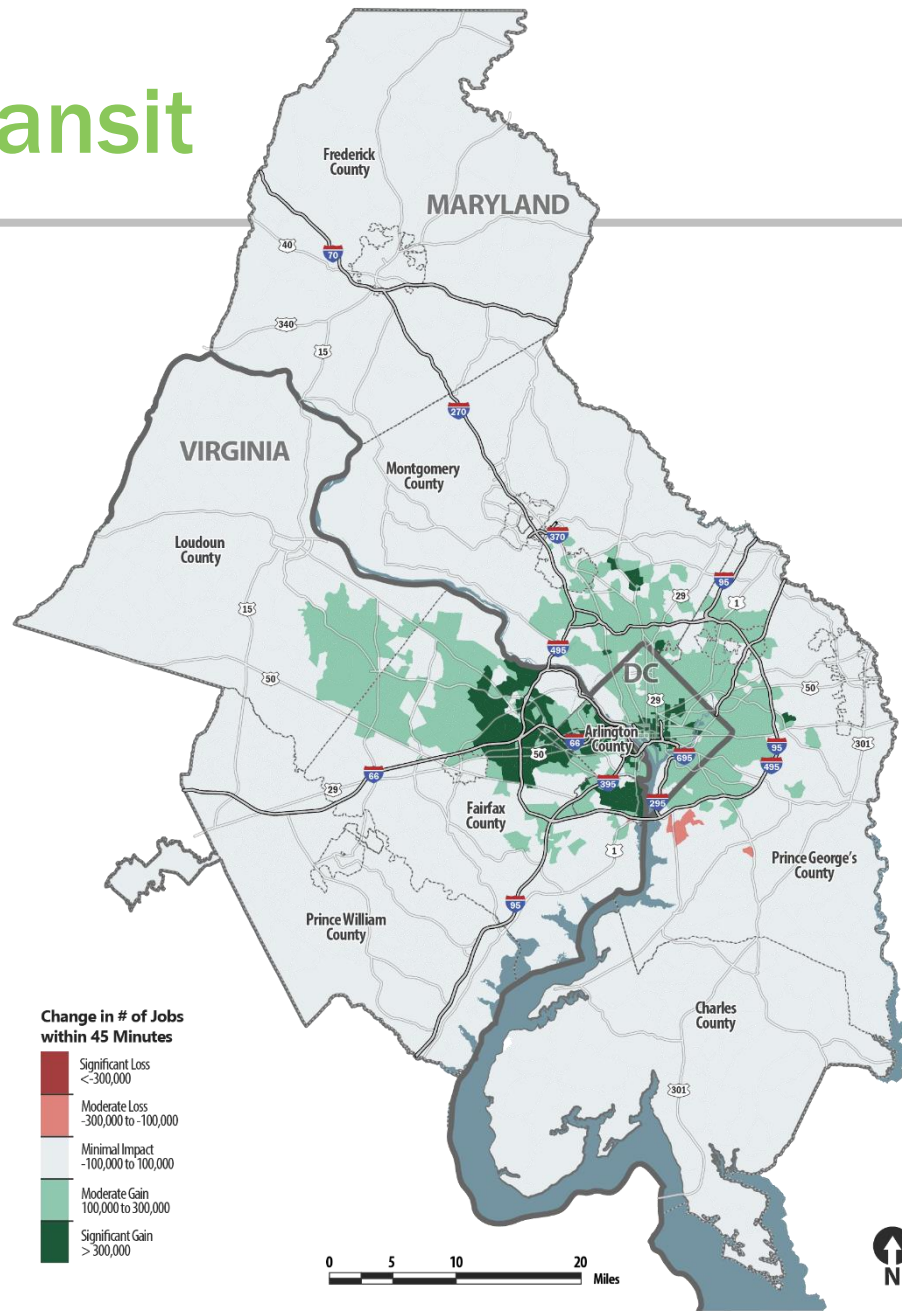 ansit
Frederick
County
MARYLAND
40
70
340
15
270
VIRGINIA
Montgomery
County
Loudoun
County
370
95
29
1
15
495
50
DC
50
29
Arlington
County
66
50
301
695
95
495
66
395
29
295
Fairfax
County
1
Prince George's
County
95
Prince William
County
Charles
County
301
Change in # of Jobs
within 45 Minutes
Significant Loss
<-300,000
Moderate Loss
-300,000 to -100,000
Minimal Impact
-100,000 to 100,000
Moderate Gain
100,000 to 300,000
Significant Gain
> 300,000
0 5 10 20
Miles
N